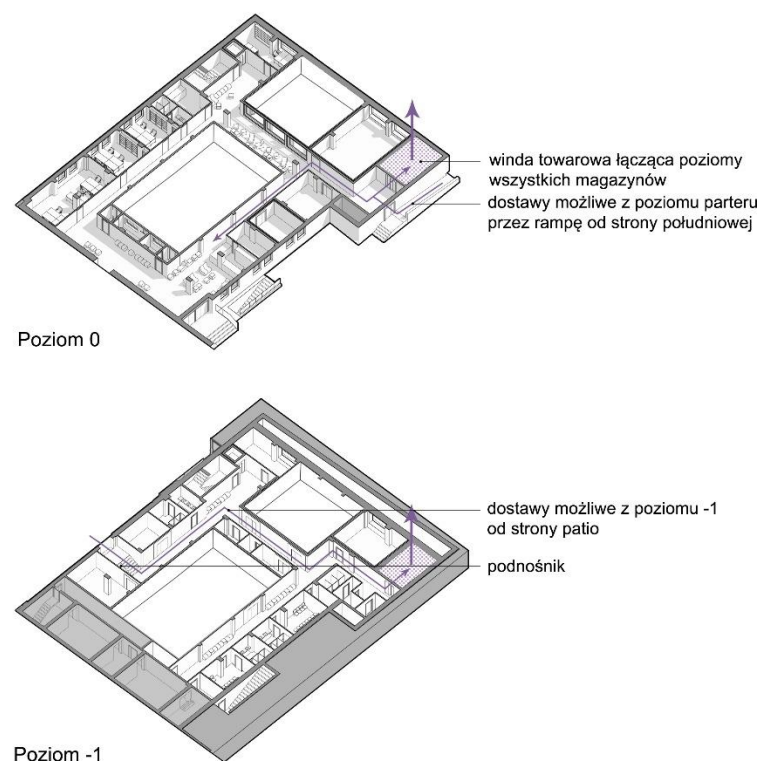 winda towarowa łącząca poziomy
wszystkich magazynów
dostawy możliwe z poziomu parteru
przez rampę od strony południowej
Poziom 0
dostawy możliwe z poziomu -1
od strony patio
podnośnik
Poziom -1